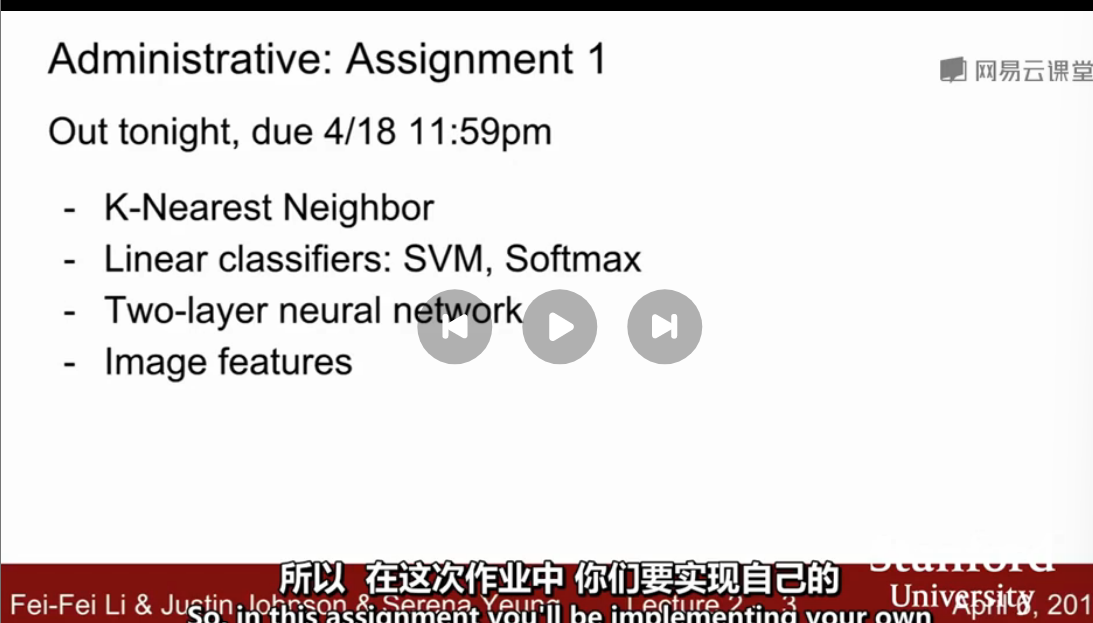 Administrative: Assignment 1
网易云课堂
Out tonight, due 4/18 11:59pm
- K-Nearest Neighbor
- Linear classifiers: SVM, Softmax
- Two-layer neural network
- Image features
所以 在这次作业中 你们要实现自己的
Stanford
University
Fei-Fei Li & Justin Johnson & Serena Yeung
Lecture 2 - 3
April 6, 201
So, in this assignment you'll be implementing your own